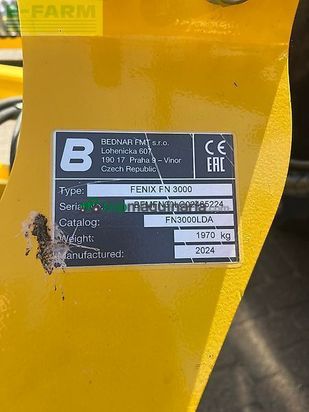 E-FARM
B
BEDNAR FMT s.r.o.
Lohenicka 607
190 17 Praha 9 – Vinor
Czech Republic
CE
EAC
Type: FENIX FN 3000
Serial
Catalog: FN3000LDA
Weight: 1970 kg
Manufactured: 2024